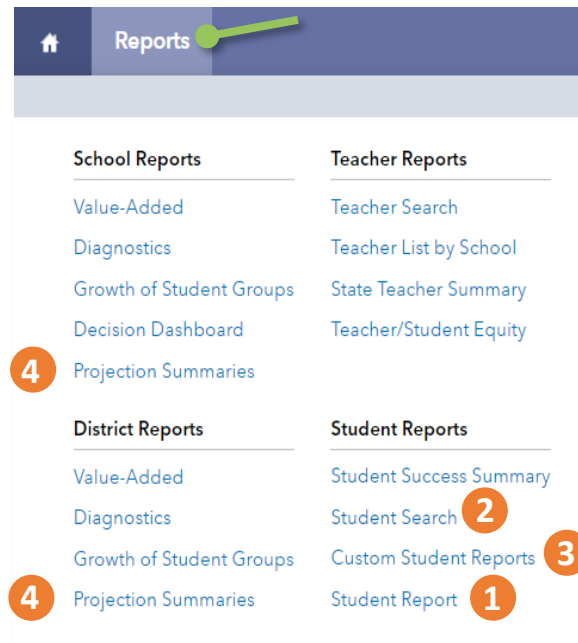 Reports
School Reports
Value-Added
Diagnostics
Growth of Student Groups
Decision Dashboard
4 Projection Summaries
Teacher Reports
Teacher Search
Teacher List by School
State Teacher Summary
Teacher/Student Equity
District Reports
Value-Added
Diagnostics
Growth of Student Groups
4 Projection Summaries
Student Reports
Student Success Summary
Student Search 2
Custom Student Reports 3
Student Report 1